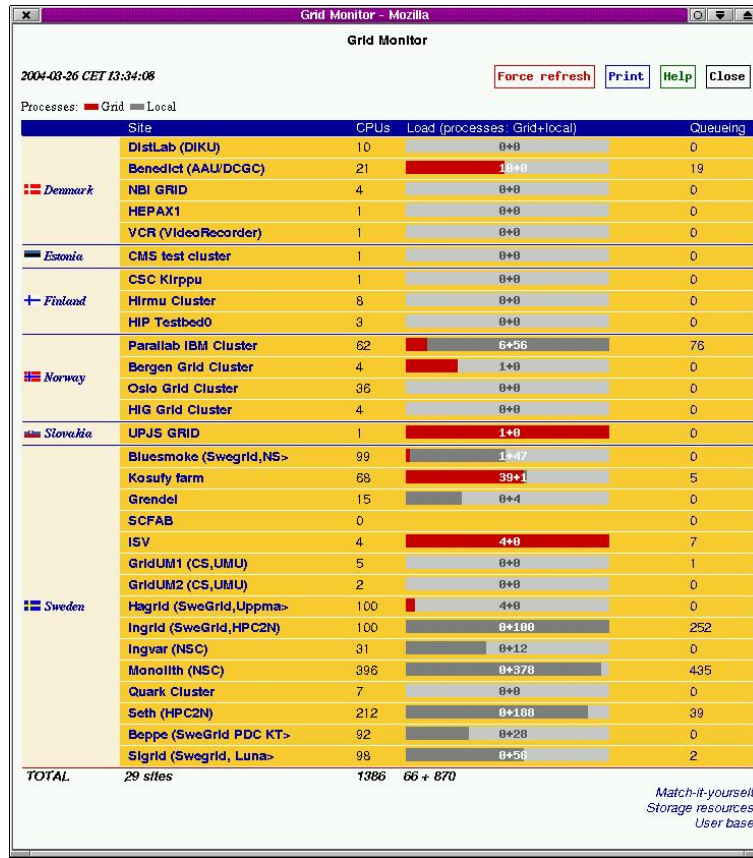 Grid Monitor - Mozilla
Grid Monitor
2004-03-26 CET 13:34:08 Force refresh Print Help Close
Processes: Grid Local
Site CPUs Load (processes: Grid+local) Queueing
Denmark
DistLab (DIKU) 10 0+0 0
Benedict (AAU/DCGC) 21 10+0 19
NBI GRID 4 0+0 0
HEPAX1 1 0+0 0
VCR (VideoRecorder) 1 0+0 0
Estonia
CMS test cluster 1 0+0 0
Finland
CSC Kirppu 1 0+0 0
Hirmu Cluster 8 0+0 0
HIP Testbed0 3 0+0 0
Norway
Parallab IBM Cluster 62 6+56 76
Bergen Grid Cluster 4 1+0 0
Oslo Grid Cluster 36 0+0 0
HIG Grid Cluster 4 0+0 0
Slovakia
UPJS GRID 1 1+0 0
Sweden
Bluesmoke (Swegrid,NS> 99 1+47 0
Kosufy farm 68 39+1 5
Grendel 15 0+4 0
SCFAB 0 0
ISV 4 4+0 7
GridUM1 (CS,UMU) 5 0+0 1
GridUM2 (CS,UMU) 2 0+0 0
Hagrid (SweGrid,Uppma> 100 4+0 0
Ingrid (SweGrid,HPC2N) 100 0+100 252
Ingvar (NSC) 31 0+12 0
Monolith (NSC) 396 0+378 435
Quark Cluster 7 0+0 0
Seth (HPC2N) 212 0+188 39
Beppe (SweGrid PDC KT> 92 0+28 0
Sigrid (Swegrid, Luna> 98 0+56 2
TOTAL 29 sites 1386 66 + 870
Match-it-yourself
Storage resources
User base